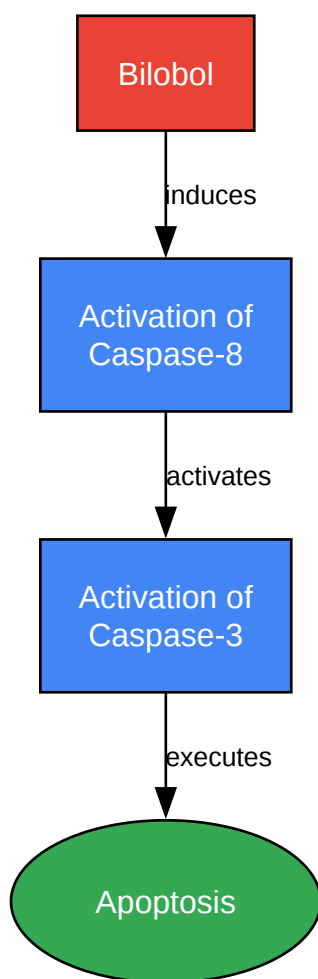 Bilobol
induces
Activation of
Caspase-8
activates
Activation of
Caspase-3
executes
Apoptosis